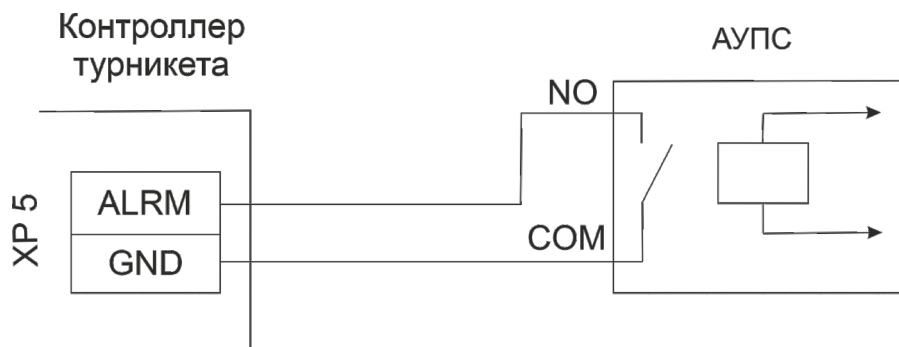 Контроллер
турникета
АУПС
NO
XP 5
ALRM
COM
GND